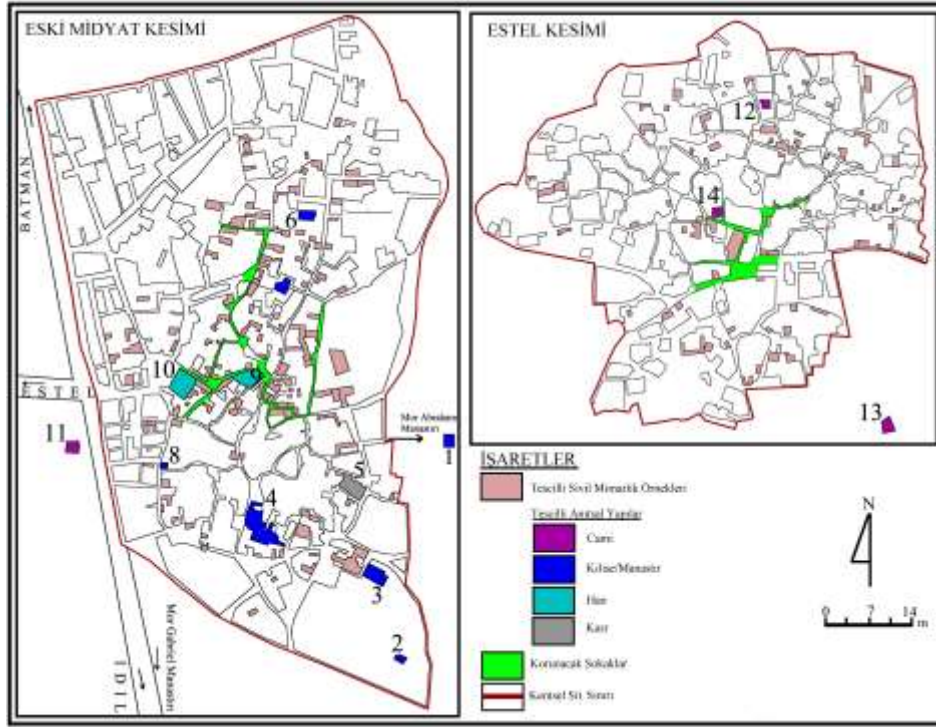 ESKİ MİDYAT KESİMİ
ESTEL KESİMİ
BATMAN
12
14
6
10
9
ESTEL
11
13
Mor Abraham
Manastırı
1
8
5
4
3
2
Mor Gabriel Manastırı
İDİL
İŞARETLER
Tescilli Sivil Mimarlık Örnekleri
Tescilli Anıtsal Yapılar
Cami
Kilise/Manastır
Han
Kasr
Korunacak Sokaklar
Kentsel Sit. Sınırı
N
0 7 14
m